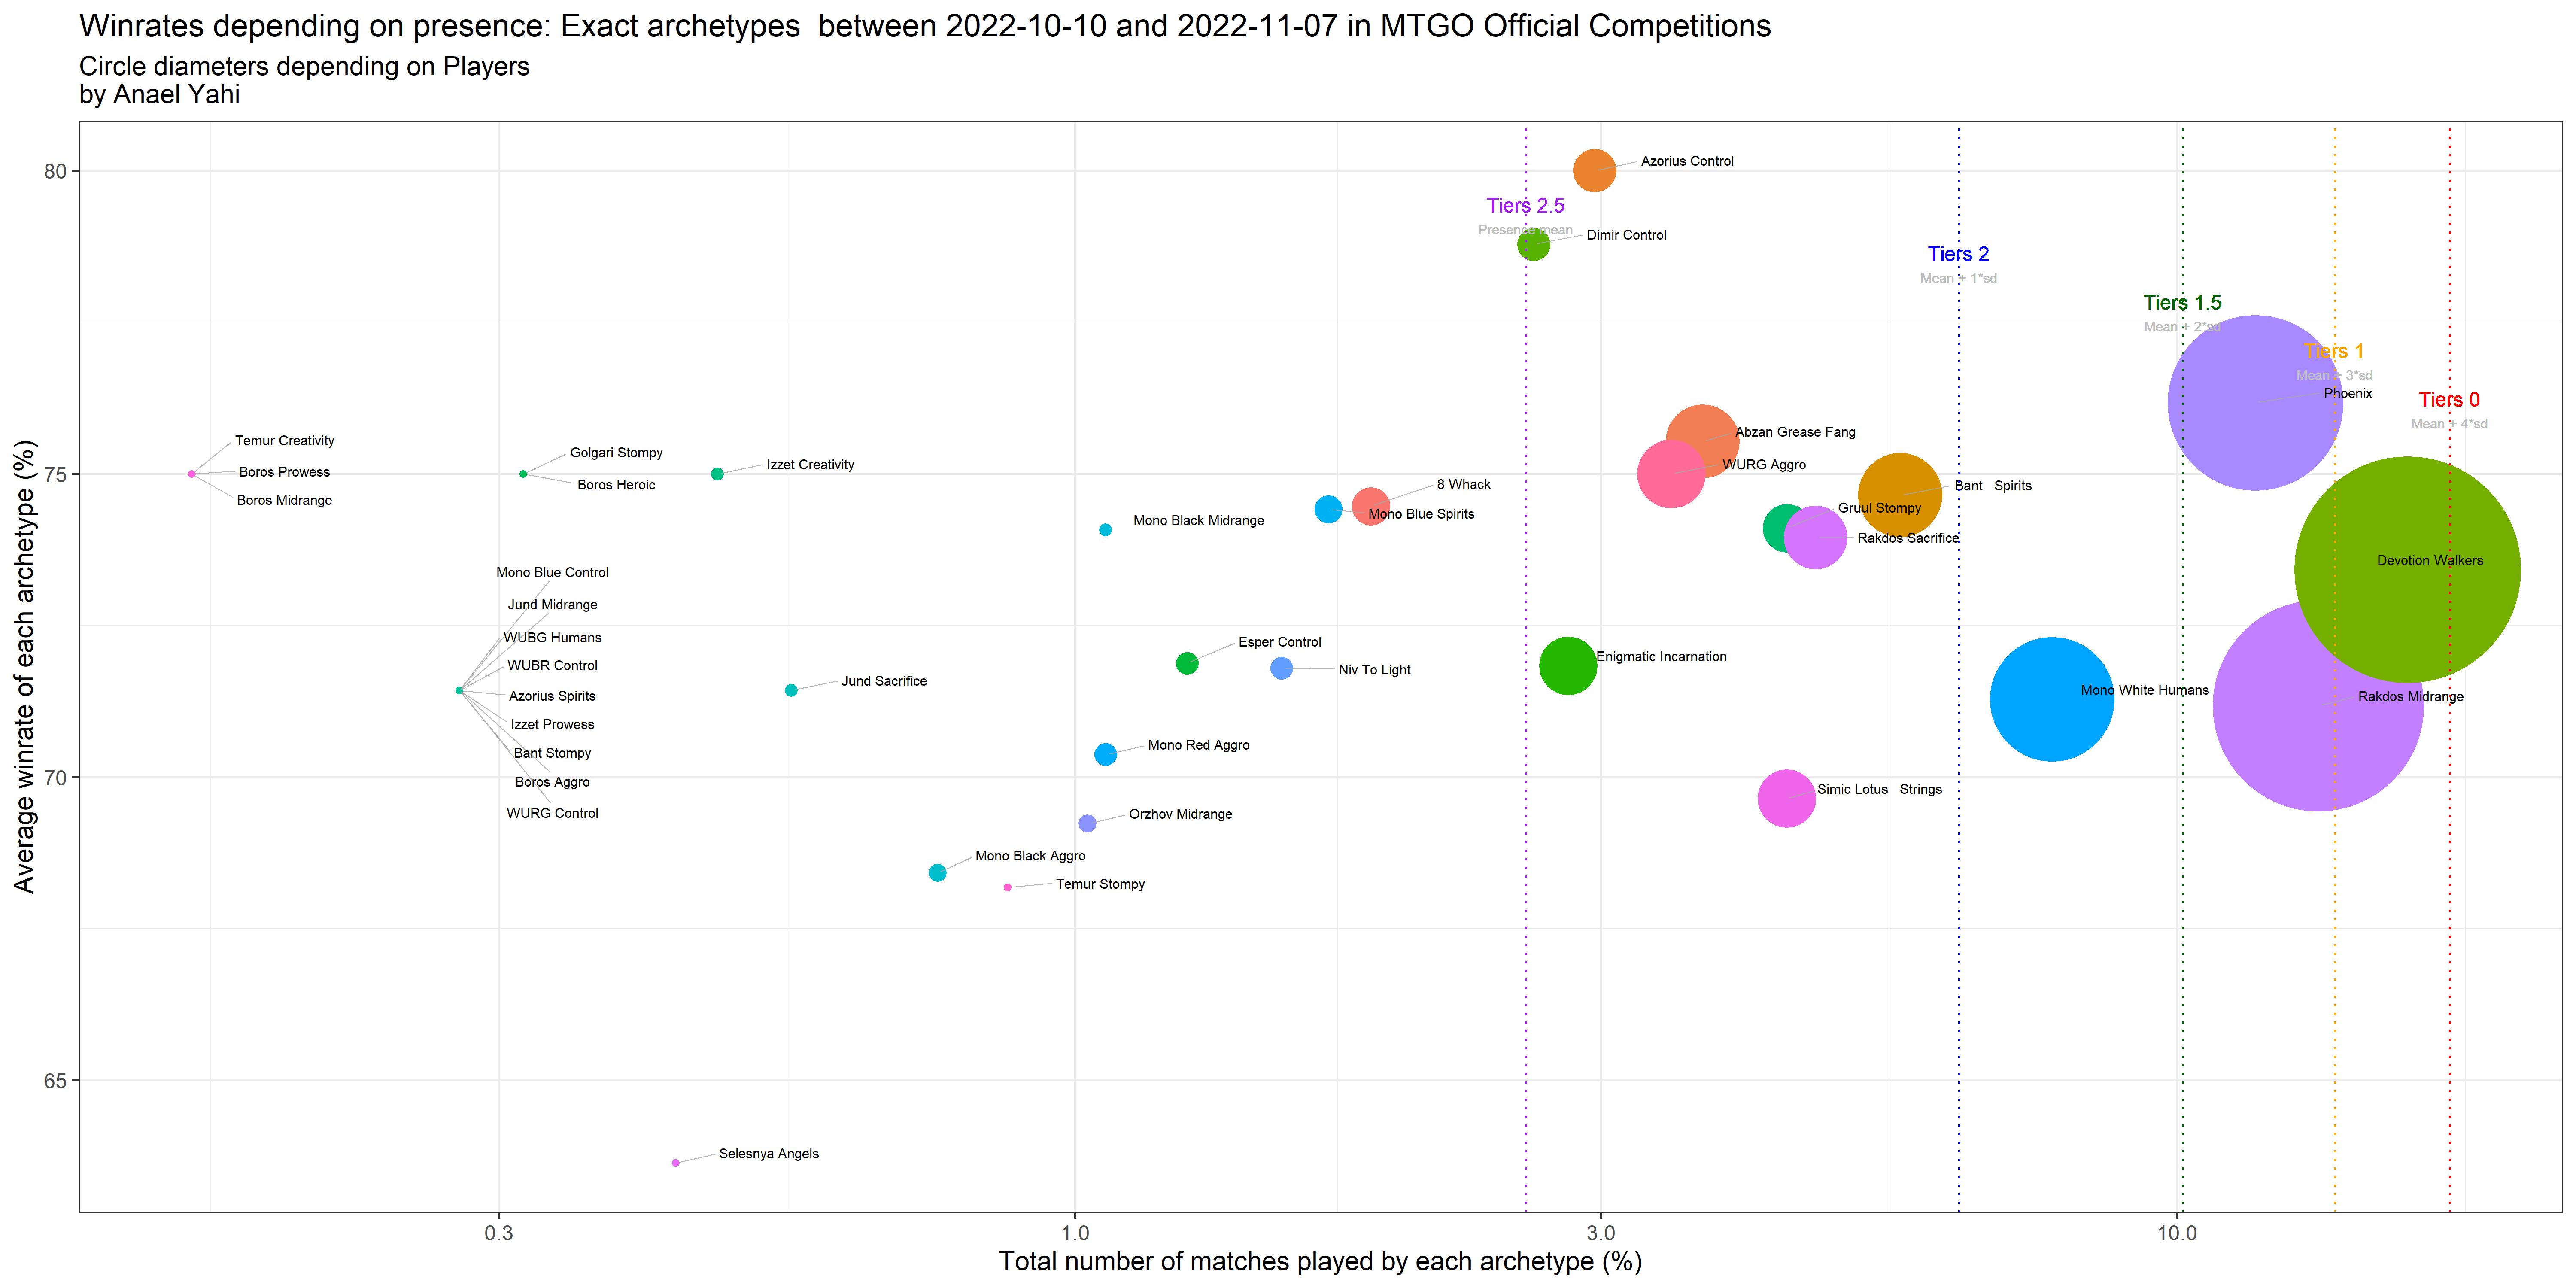 Winrates depending on presence: Exact archetypes  between 2022-10-10 and 2022-11-07 in MTGO Official Competitions
Circle diameters depending on Players
by Anael Yahi
Average winrate of each archetype (%)
80
75
70
65
Azorius Control
Tiers 2.5
Presence mean
Dimir Control
Tiers 2
Mean + 1*sd
Tiers 1.5
Mean + 2*sd
Tiers 1
Mean + 3*sd
Phoenix
Tiers 0
Mean + 4*sd
Temur Creativity
Boros Prowess
Boros Midrange
Golgari Stompy
Boros Heroic
Izzet Creativity
Abzan Grease Fang
WURG Aggro
8 Whack
Mono Blue Spirits
Bant   Spirits
Gruul Stompy
Rakdos Sacrifice
Mono Black Midrange
Devotion Walkers
Mono Blue Control
Jund Midrange
WUBG Humans
WUBR Control
Azorius Spirits
Izzet Prowess
Bant Stompy
Boros Aggro
WURG Control
Jund Sacrifice
Esper Control
Niv To Light
Enigmatic Incarnation
Mono White Humans
Rakdos Midrange
Mono Red Aggro
Simic Lotus   Strings
Orzhov Midrange
Mono Black Aggro
Temur Stompy
Selesnya Angels
0.3
1.0
3.0
10.0
Total number of matches played by each archetype (%)